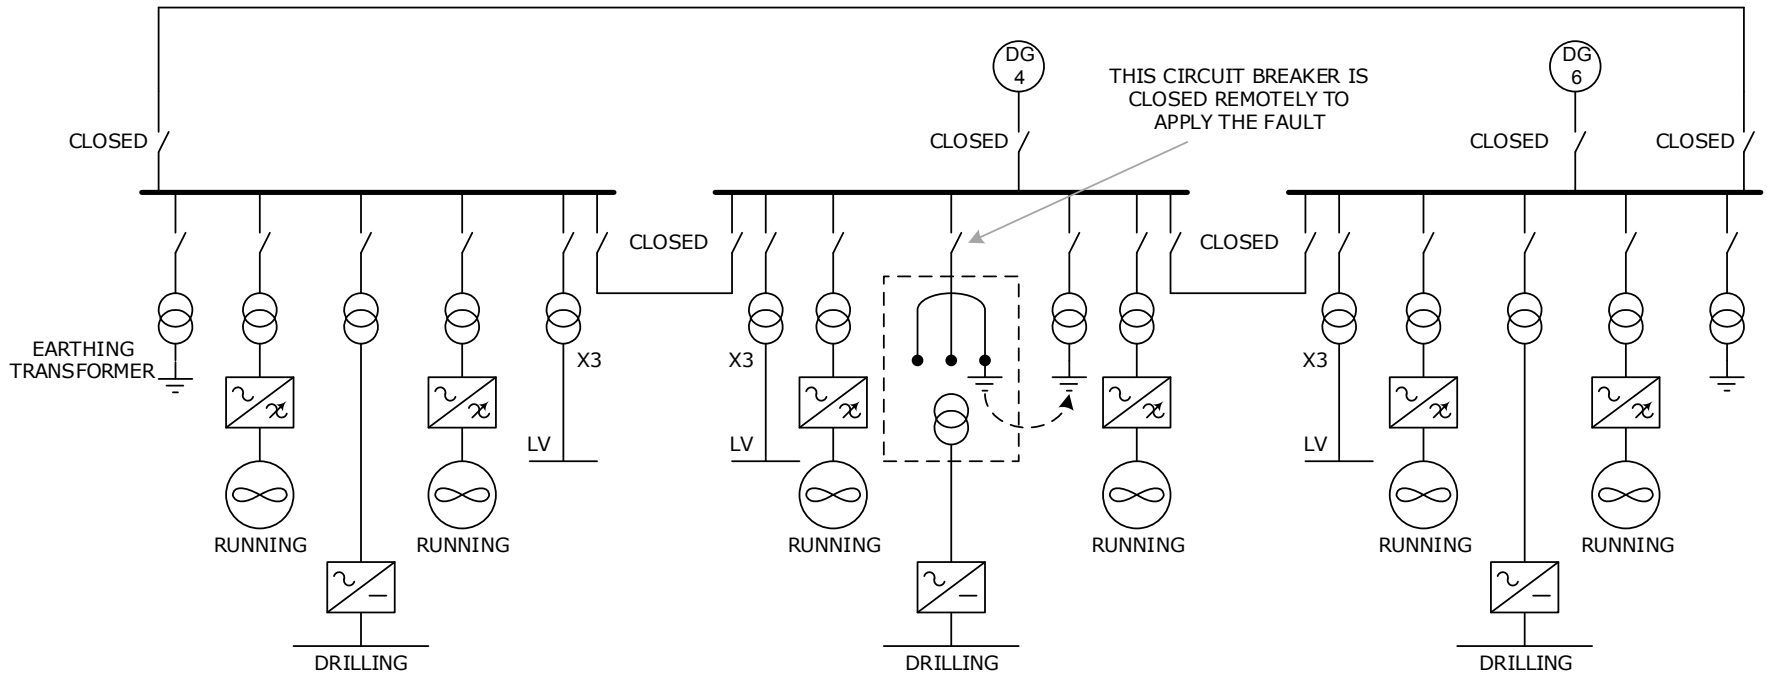 DG
4
DG
6
THIS CIRCUIT BREAKER IS
CLOSED REMOTELY TO
APPLY THE FAULT
CLOSED
CLOSED
CLOSED
CLOSED
CLOSED
CLOSED
EARTHING
TRANSFORMER
X3
X3
X3
LV
LV
LV
RUNNING
RUNNING
RUNNING
RUNNING
RUNNING
RUNNING
DRILLING
DRILLING
DRILLING